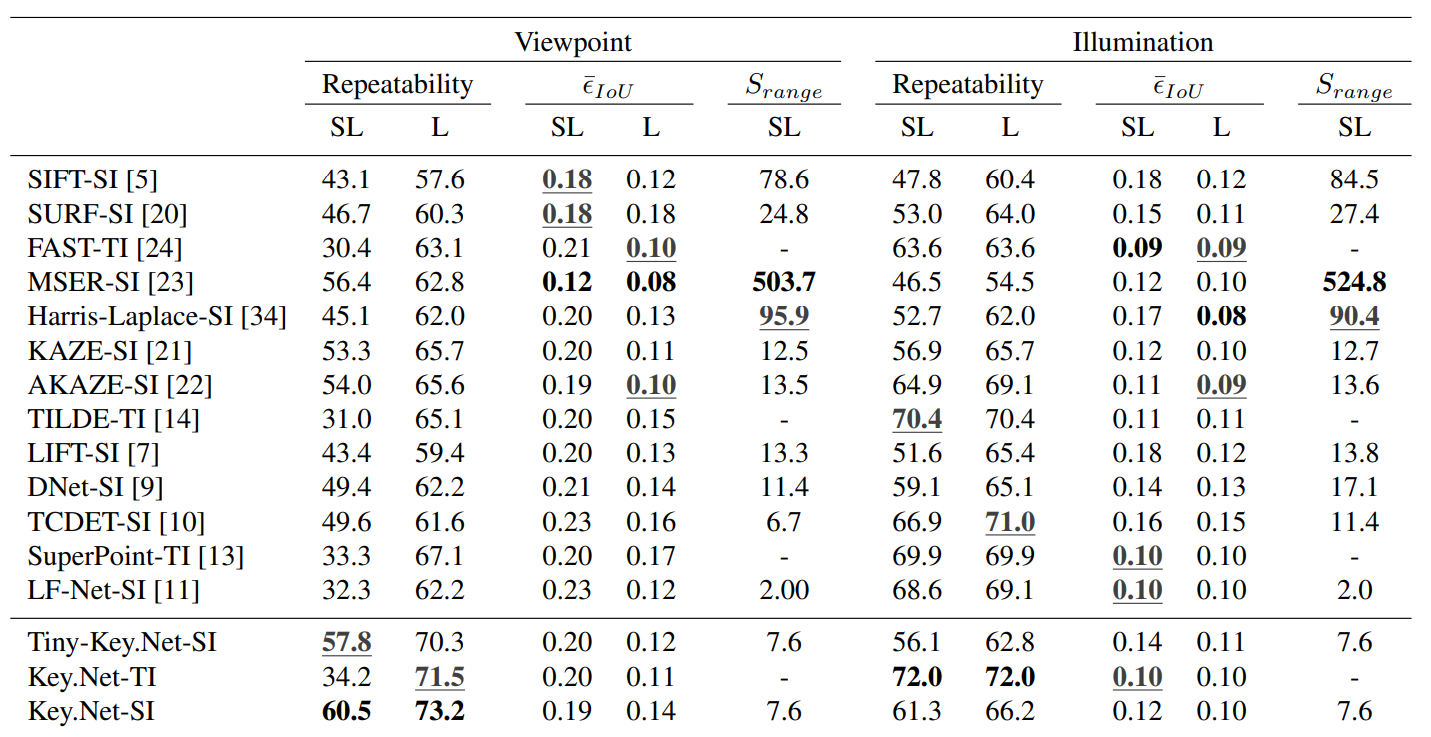 Viewpoint Illumination
Repeatability ϵ̄_IoU S_range Repeatability ϵ̄_IoU S_range
SL L SL L SL SL L SL L SL
SIFT-SI [5] 43.1 57.6 0.18 0.12 78.6 47.8 60.4 0.18 0.12 84.5
SURF-SI [20] 46.7 60.3 0.18 0.18 24.8 53.0 64.0 0.15 0.11 27.4
FAST-TI [24] 30.4 63.1 0.21 0.10 - 63.6 63.6 0.09 0.09 -
MSER-SI [23] 56.4 62.8 0.12 0.08 503.7 46.5 54.5 0.12 0.10 524.8
Harris-Laplace-SI [34] 45.1 62.0 0.20 0.13 95.9 52.7 62.0 0.17 0.08 90.4
KAZE-SI [21] 53.3 65.7 0.20 0.11 12.5 56.9 65.7 0.12 0.10 12.7
AKAZE-SI [22] 54.0 65.6 0.19 0.10 13.5 64.9 69.1 0.11 0.09 13.6
TILDE-TI [14] 31.0 65.1 0.20 0.15 - 70.4 70.4 0.11 0.11 -
LIFT-SI [7] 43.4 59.4 0.20 0.13 13.3 51.6 65.4 0.18 0.12 13.8
DNet-SI [9] 49.4 62.2 0.21 0.14 11.4 59.1 65.1 0.14 0.13 17.1
TCDET-SI [10] 49.6 61.6 0.23 0.16 6.7 66.9 71.0 0.16 0.15 11.4
SuperPoint-TI [13] 33.3 67.1 0.20 0.17 - 69.9 69.9 0.10 0.10 -
LF-Net-SI [11] 32.3 62.2 0.23 0.12 2.00 68.6 69.1 0.10 0.10 2.0
Tiny-Key.Net-SI 57.8 70.3 0.20 0.12 7.6 56.1 62.8 0.14 0.11 7.6
Key.Net-TI 34.2 71.5 0.20 0.11 - 72.0 72.0 0.10 0.10 -
Key.Net-SI 60.5 73.2 0.19 0.14 7.6 61.3 66.2 0.12 0.10 7.6